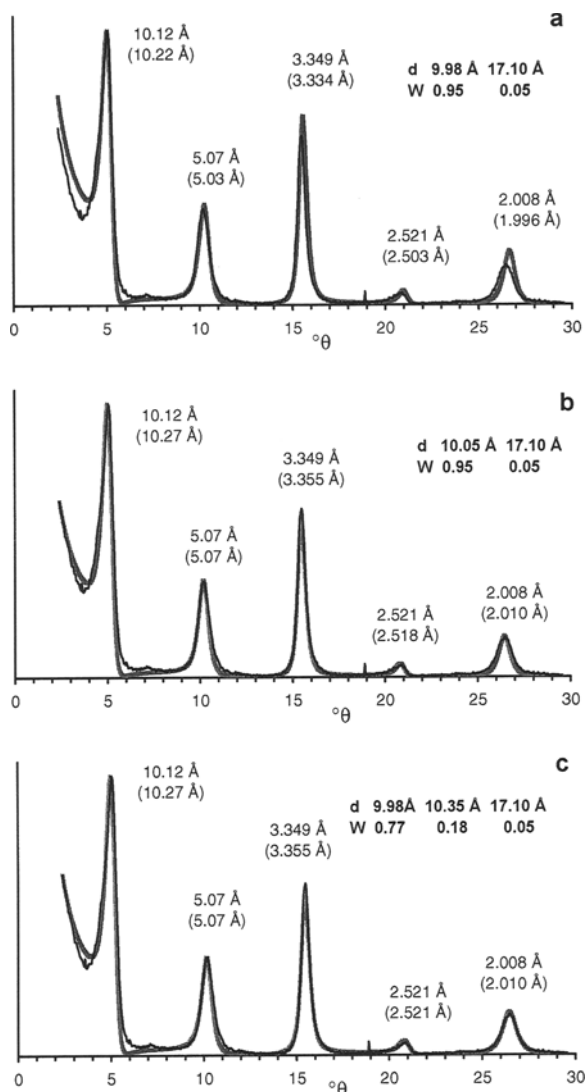 a
10.12 Å
(10.22 Å)
5.07 Å
(5.03 Å)
3.349 Å
(3.334 Å)
d 9.98 Å 17.10 Å
W 0.95 0.05
2.521 Å
(2.503 Å)
2.008 Å
(1.996 Å)
0 5 10 15 20 25 30
°θ
b
10.12 Å
(10.27 Å)
5.07 Å
(5.07 Å)
3.349 Å
(3.355 Å)
d 10.05 Å 17.10 Å
W 0.95 0.05
2.521 Å
(2.518 Å)
2.008 Å
(2.010 Å)
0 5 10 15 20 25 30
°θ
c
10.12 Å
(10.27 Å)
5.07 Å
(5.07 Å)
3.349 Å
(3.355 Å)
d 9.98Å 10.35 Å 17.10 Å
W 0.77 0.18 0.05
2.521 Å
(2.521 Å)
2.008 Å
(2.010 Å)
0 5 10 15 20 25 30
°θ